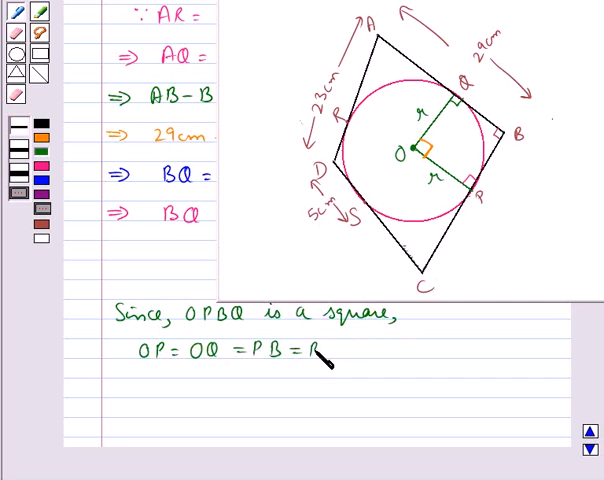 ∵ AR =
⇒ AQ =
⇒ AB - B
⇒ 29cm -
⇒ BQ =
⇒ BQ
A
29cm
Q
23cm
r
R
B
O
D
r
P
5cm
S
C
Since, OPBQ is a square,
OP = OQ = PB = B